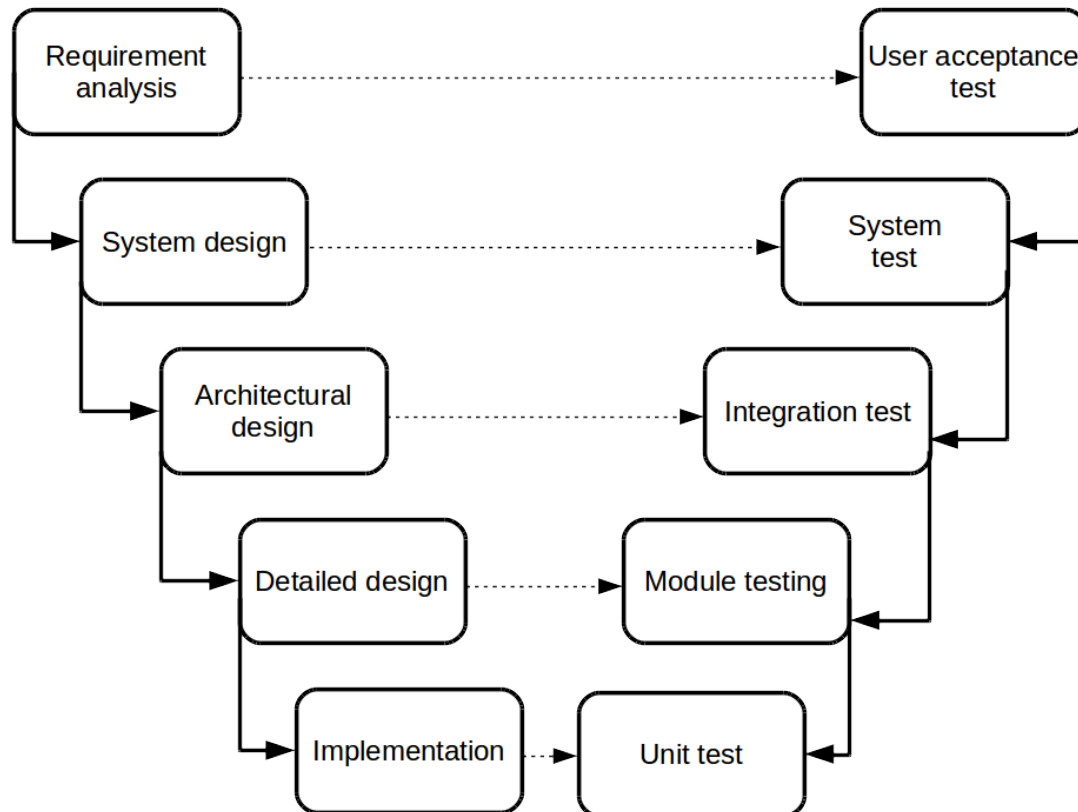 Requirement
analysis
User acceptance
test
System design
System
test
Architectural
design
Integration test
Detailed design
Module testing
Implementation
Unit test